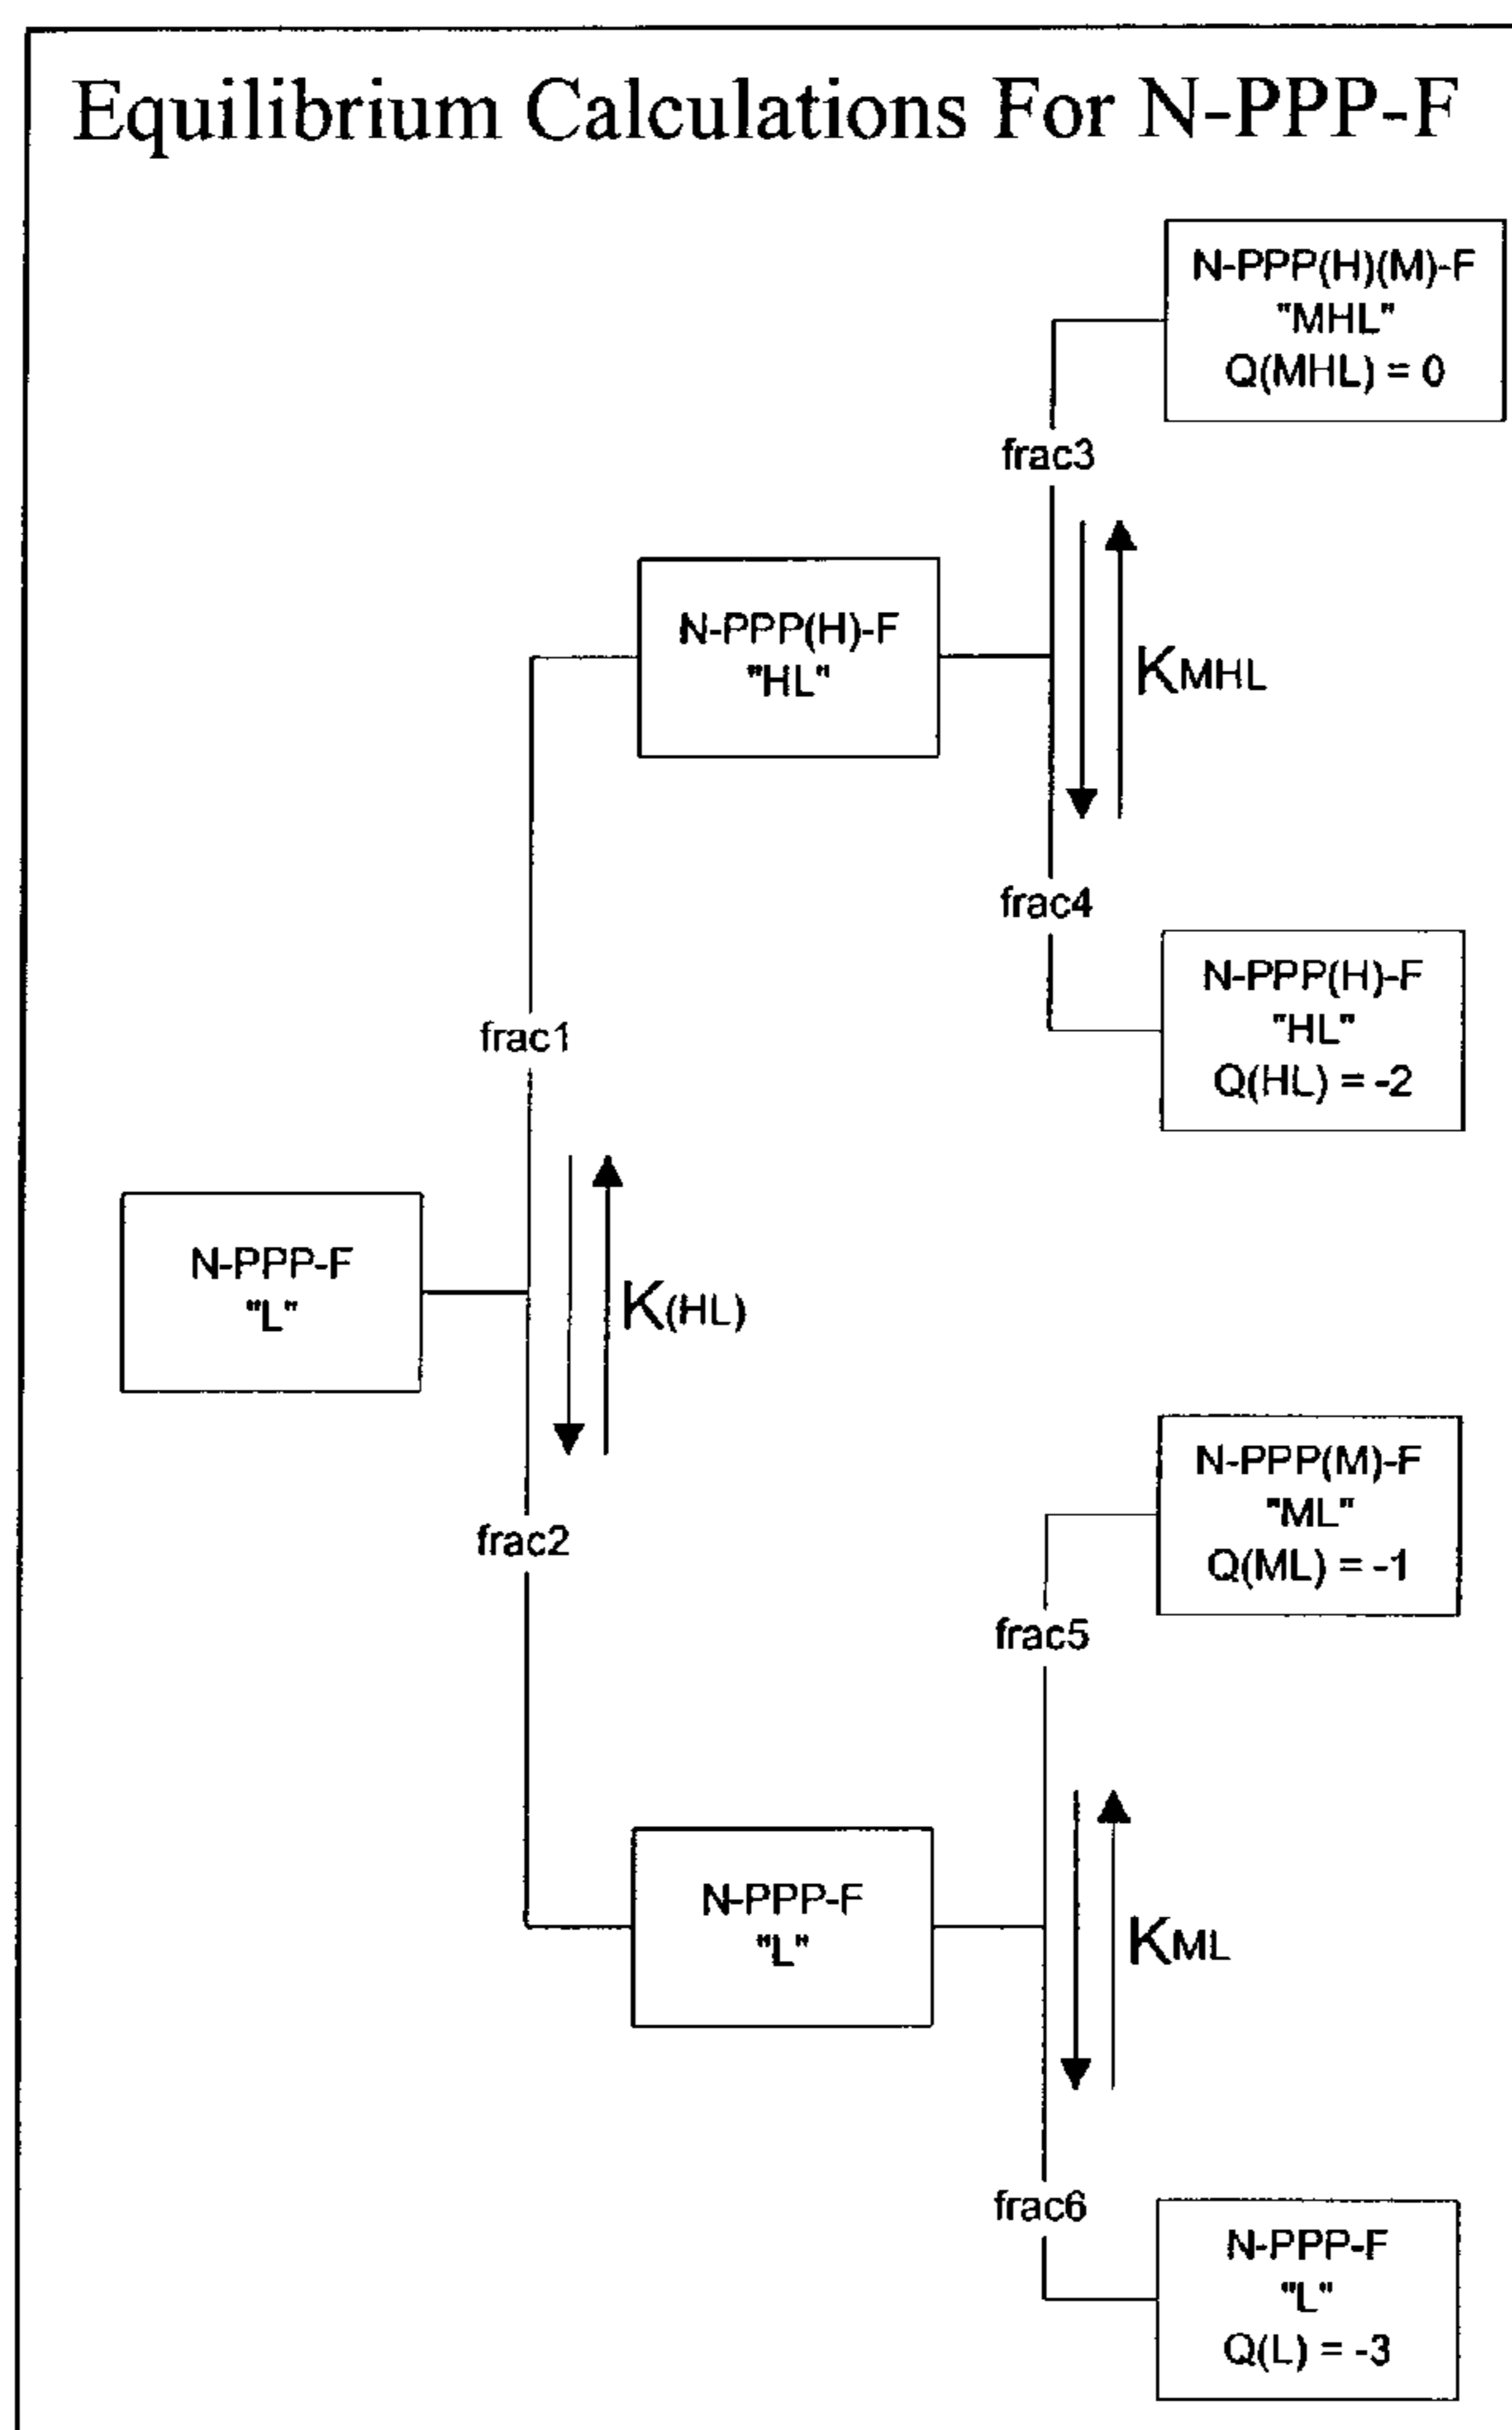 Equilibrium Calculations For N-PPP-F
N-PPP(H)(M)-F
"MHL"
Q(MHL) = 0
frac3
N-PPP(H)-F
"HL"
KMHL
frac4
N-PPP(H)-F
"HL"
Q(HL) = -2
frac1
N-PPP-F
"L"
K(HL)
N-PPP(M)-F
"ML"
Q(ML) = -1
frac2
frac5
N-PPP-F
"L"
KML
frac6
N-PPP-F
"L"
Q(L) = -3